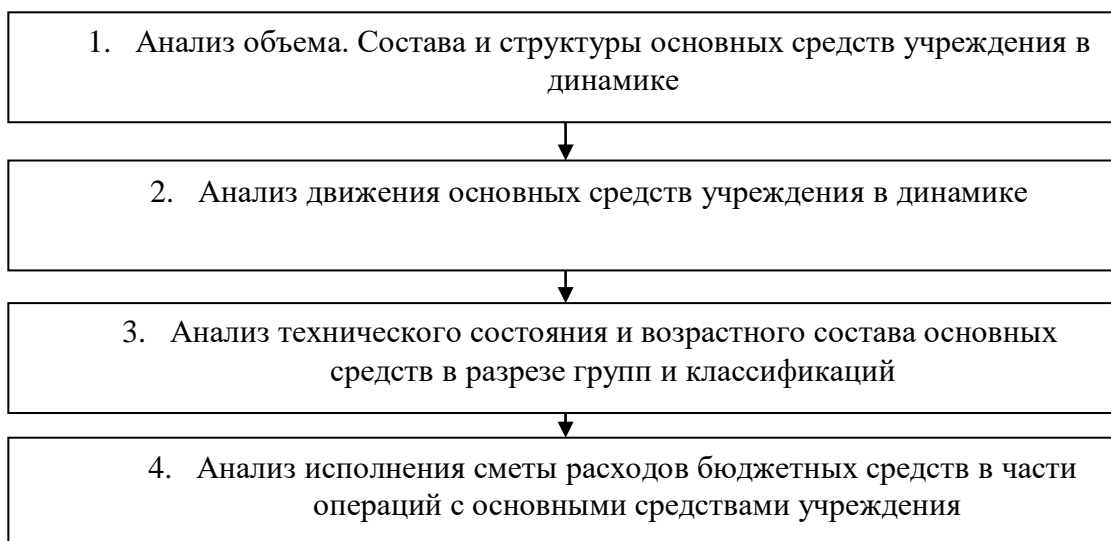 1. Анализ объема. Состава и структуры основных средств учреждения в
динамике
2. Анализ движения основных средств учреждения в динамике
3. Анализ технического состояния и возрастного состава основных
средств в разрезе групп и классификаций
4. Анализ исполнения сметы расходов бюджетных средств в части
операций с основными средствами учреждения